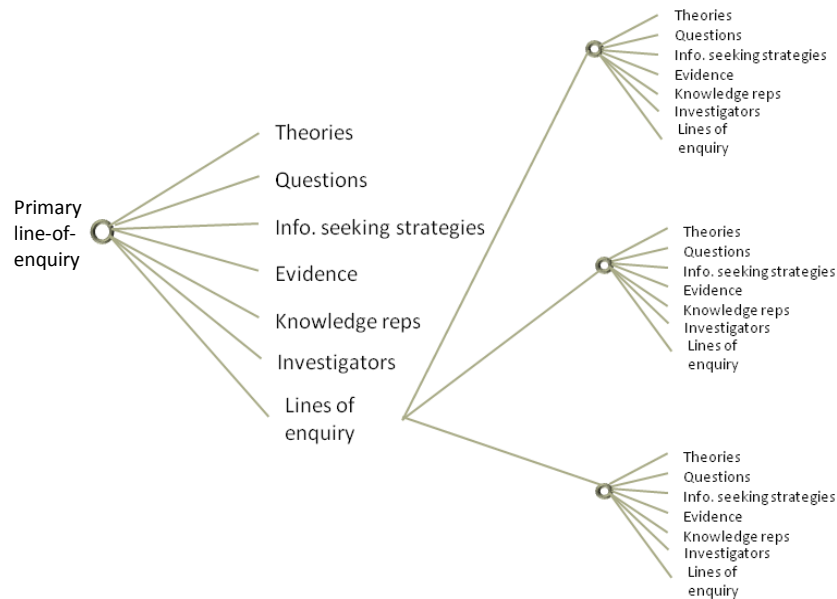 Primary
line-of-
enquiry
Theories
Questions
Info. seeking strategies
Evidence
Knowledge reps
Investigators
Lines of
enquiry
Theories
Questions
Info. seeking strategies
Evidence
Knowledge reps
Investigators
Lines of
enquiry
Theories
Questions
Info. seeking strategies
Evidence
Knowledge reps
Investigators
Lines of
enquiry
Theories
Questions
Info. seeking strategies
Evidence
Knowledge reps
Investigators
Lines of
enquiry